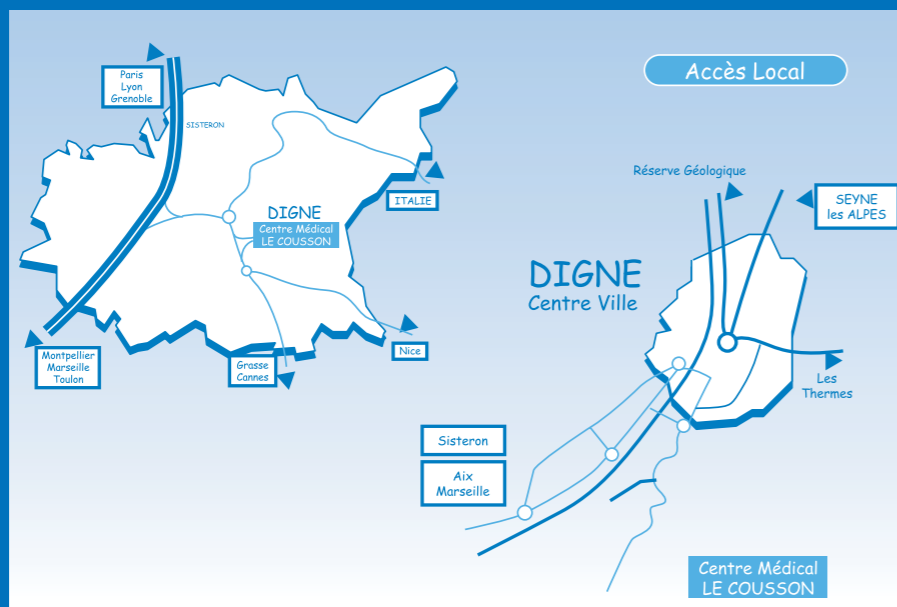 Accès Local
Paris
Lyon
Grenoble
SISTERON
ITALIE
DIGNE
Centre Médical
LE COUSSON
Montpellier
Marseille
Toulon
Grasse
Cannes
Nice
Réserve Géologique
SEYNE
les ALPES
DIGNE
Centre Ville
Les
Thermes
Sisteron
Aix
Marseille
Centre Médical
LE COUSSON